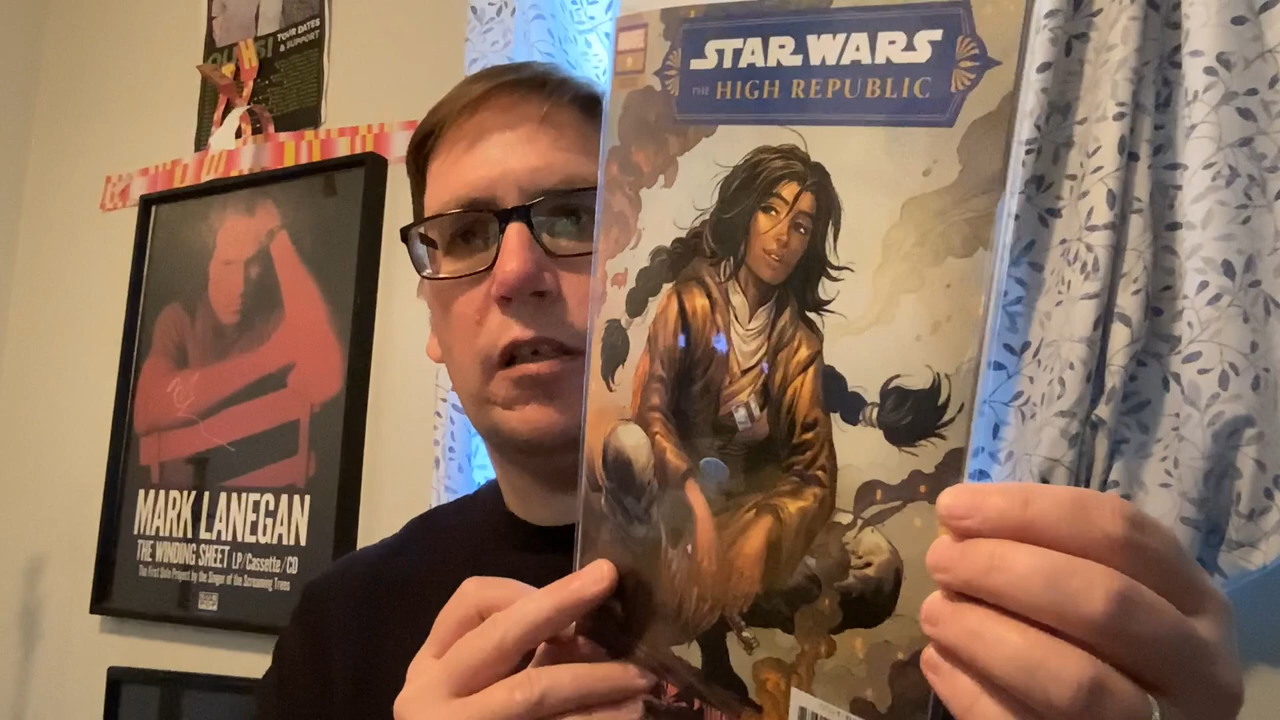 TOUR DATES
& SUPPORT
MARK LANEGAN
THE WINDING SHEET LP/Cassette/CD
The First Solo Project by the Singer of the Screaming Trees
STAR WARS
THE HIGH REPUBLIC